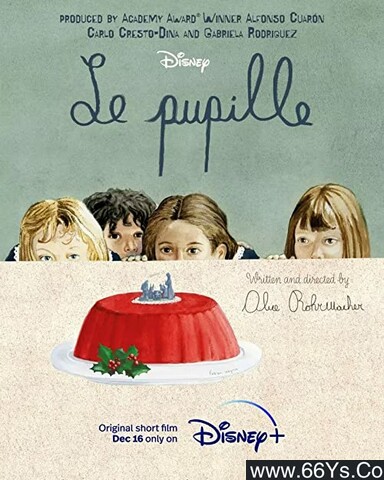 PRODUCED BY ACADEMY AWARD® WINNER ALFONSO CUARÓN
CARLO CRESTO-DINA AND GABRIELA RODRIGUEZ
Disney
Le pupille
Written and directed by
Alice Rohrwacher
Original short film
Dec 16 only on
Disney+
www.66Ys.Co